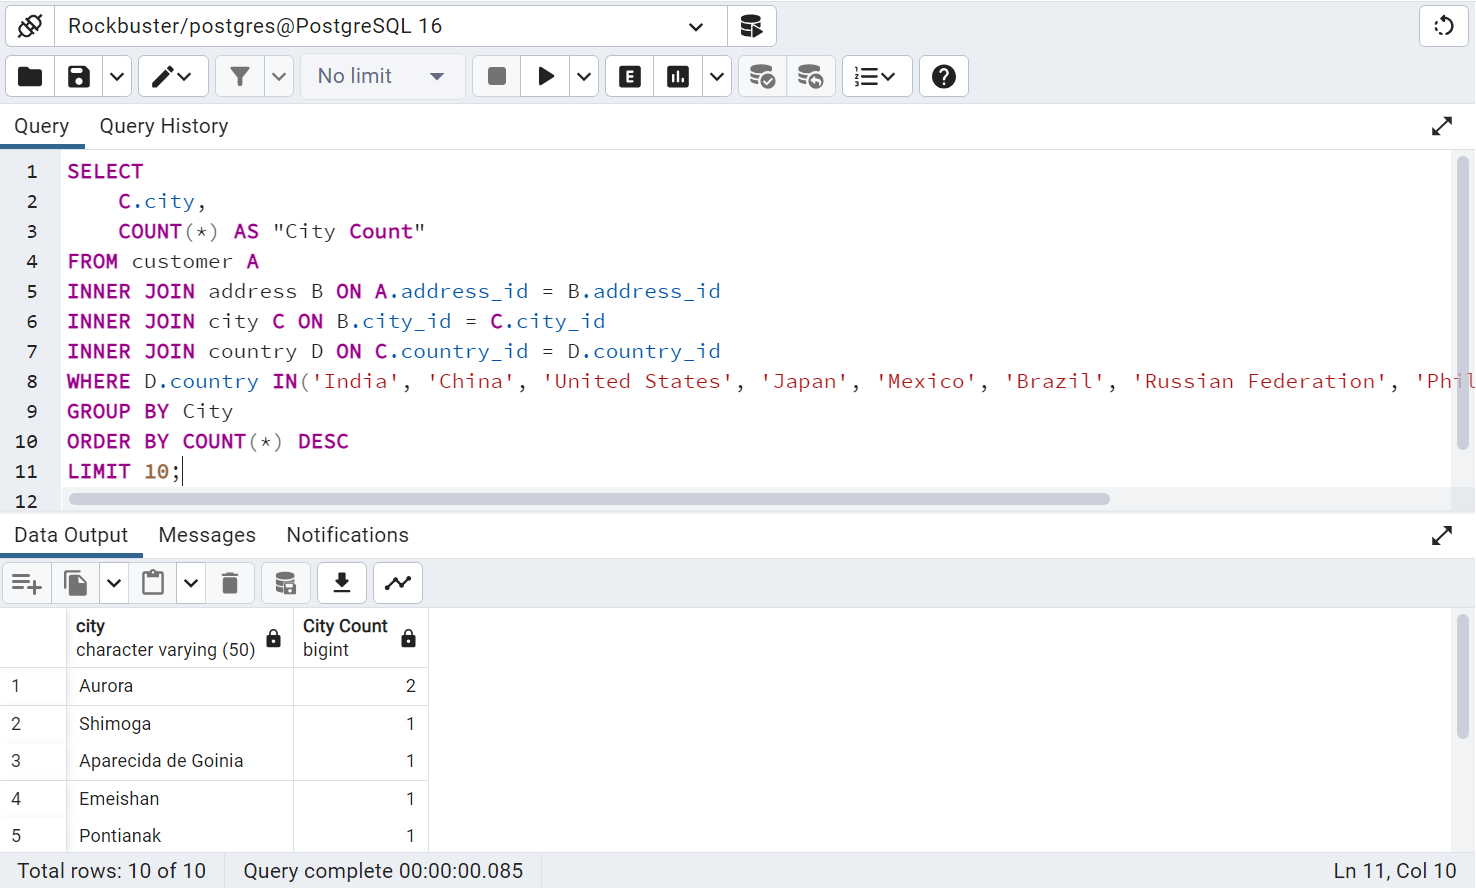 Rockbuster/postgres@PostgreSQL 16
No limit
E
Query Query History
1 SELECT
2 C.city,
3 COUNT(*) AS "City Count"
4 FROM customer A
5 INNER JOIN address B ON A.address_id = B.address_id
6 INNER JOIN city C ON B.city_id = C.city_id
7 INNER JOIN country D ON C.country_id = D.country_id
8 WHERE D.country IN('India', 'China', 'United States', 'Japan', 'Mexico', 'Brazil', 'Russian Federation', 'Phil
9 GROUP BY City
10 ORDER BY COUNT(*) DESC
11 LIMIT 10;
12
Data Output Messages Notifications
city City Count
character varying (50) bigint
1 Aurora 2
2 Shimoga 1
3 Aparecida de Goinia 1
4 Emeishan 1
5 Pontianak 1
Total rows: 10 of 10 Query complete 00:00:00.085 Ln 11, Col 10